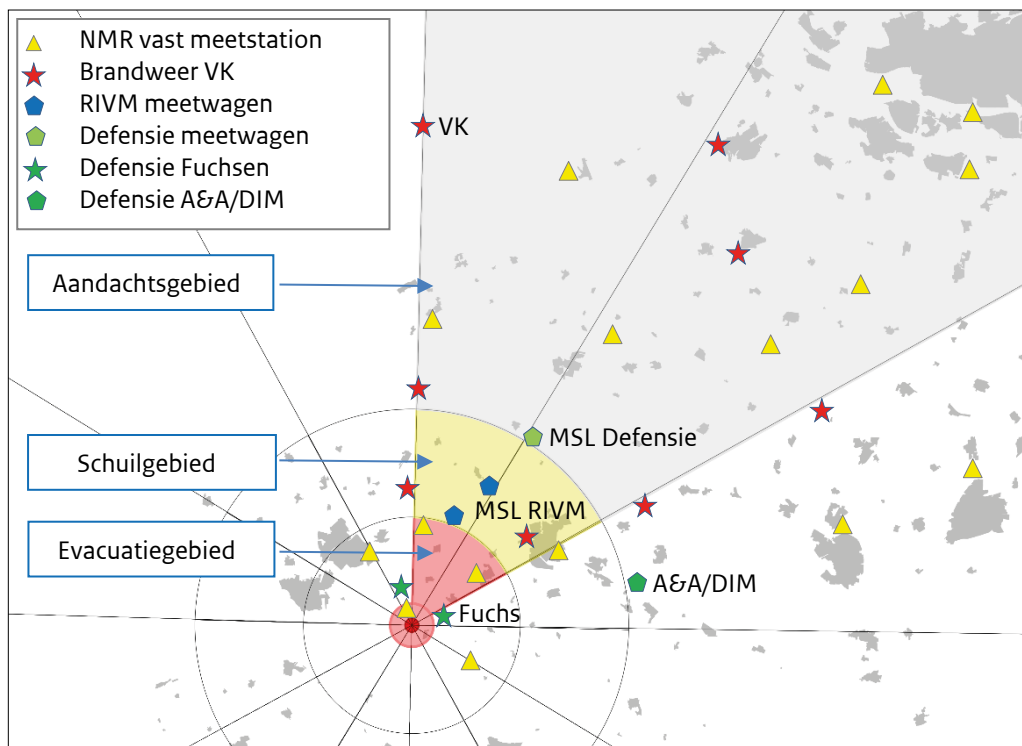 NMR vast meetstation
Brandweer VK
RIVM meetwagen
Defensie meetwagen
Defensie Fuchsen
Defensie A&A/DIM
VK
Aandachtsgebied
MSL Defensie
Schuilgebied
MSL RIVM
Evacuatiegebied
A&A/DIM
Fuchs